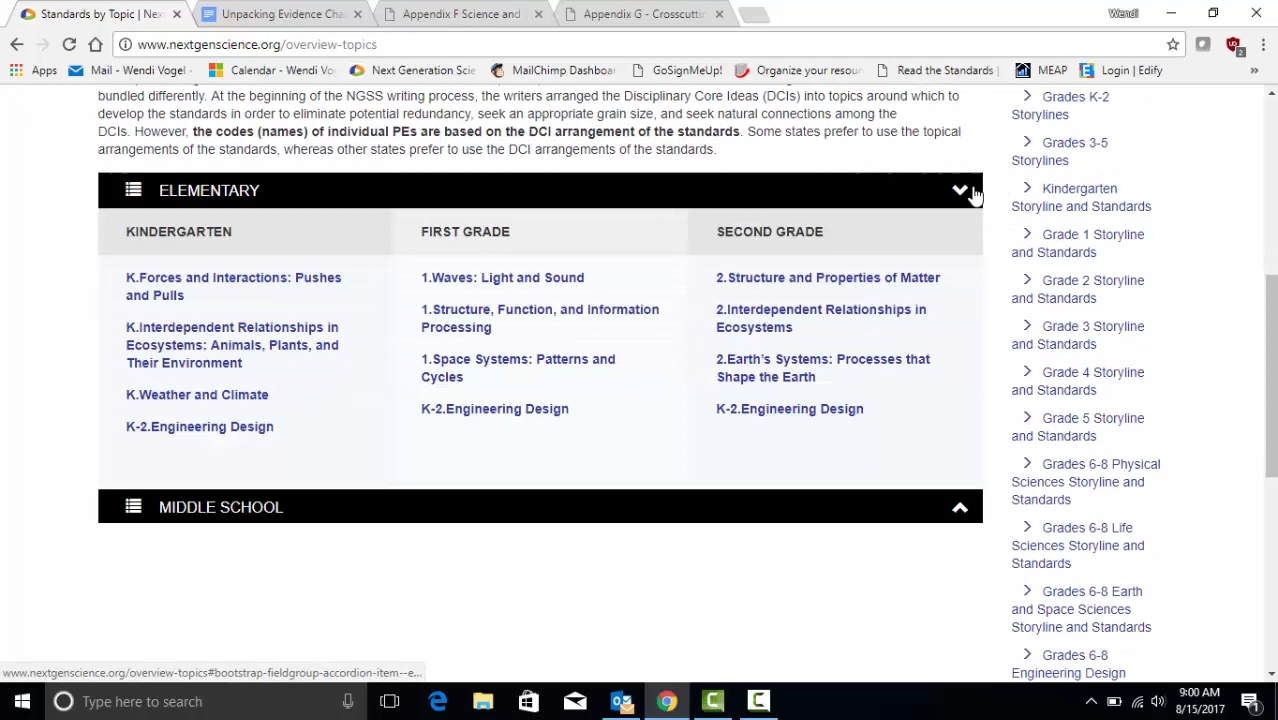 Standards by Topic | Next
Unpacking Evidence Cha
Appendix F Science and
Appendix G - Crosscuttin
Wendi
www.nextgenscience.org/overview-topics
2
Apps
Mail - Wendi Vogel -
Calendar - Wendi Vo
Next Generation Scie
MailChimp Dashboar
GoSignMeUp!
Organize your resou
Read the Standards |
MEAP
Login | Edify
bundled differently. At the beginning of the NGSS writing process, the writers arranged the Disciplinary Core Ideas (DCIs) into topics around which to
develop the standards in order to eliminate potential redundancy, seek an appropriate grain size, and seek natural connections among the
DCIs. However, the codes (names) of individual PEs are based on the DCI arrangement of the standards. Some states prefer to use the topical
arrangements of the standards, whereas other states prefer to use the DCI arrangements of the standards.
ELEMENTARY
KINDERGARTEN
K.Forces and Interactions: Pushes
and Pulls
K.Interdependent Relationships in
Ecosystems: Animals, Plants, and
Their Environment
K.Weather and Climate
K-2.Engineering Design
FIRST GRADE
1.Waves: Light and Sound
1.Structure, Function, and Information
Processing
1.Space Systems: Patterns and
Cycles
K-2.Engineering Design
SECOND GRADE
2.Structure and Properties of Matter
2.Interdependent Relationships in
Ecosystems
2.Earth's Systems: Processes that
Shape the Earth
K-2.Engineering Design
MIDDLE SCHOOL
Grades K-2
Storylines
Grades 3-5
Storylines
Kindergarten
Storyline and Standards
Grade 1 Storyline
and Standards
Grade 2 Storyline
and Standards
Grade 3 Storyline
and Standards
Grade 4 Storyline
and Standards
Grade 5 Storyline
and Standards
Grades 6-8 Physical
Sciences Storyline and
Standards
Grades 6-8 Life
Sciences Storyline and
Standards
Grades 6-8 Earth
and Space Sciences
Storyline and Standards
Grades 6-8
Engineering Design
www.nextgenscience.org/overview-topics#bootstrap-fieldgroup-accordion-item--e...
Type here to search
9:00 AM
8/15/2017
1